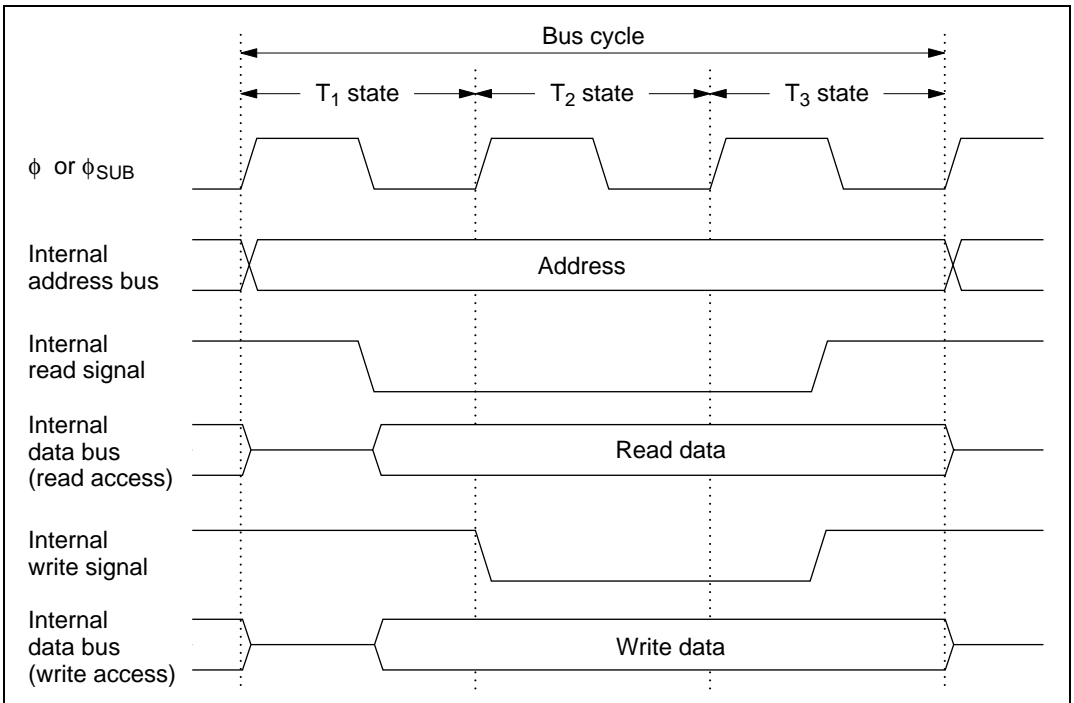 Bus cycle
T₁ state
T₂ state
T₃ state
ϕ or ϕSUB
Internal
address bus
Address
Internal
read signal
Internal
data bus
(read access)
Read data
Internal
write signal
Internal
data bus
(write access)
Write data